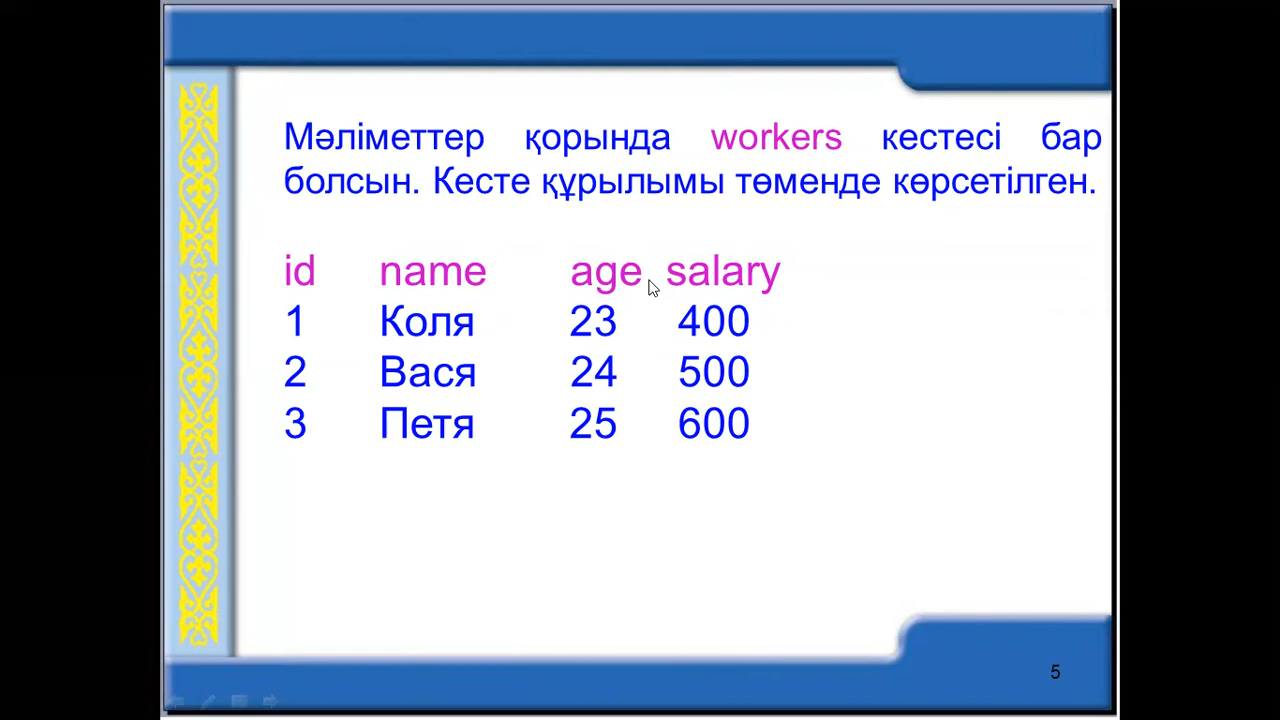 Мәліметтер қорында workers кестесі бар
болсын. Кесте құрылымы төменде көрсетілген.
id name age salary
1 Коля 23 400
2 Вася 24 500
3 Петя 25 600
5